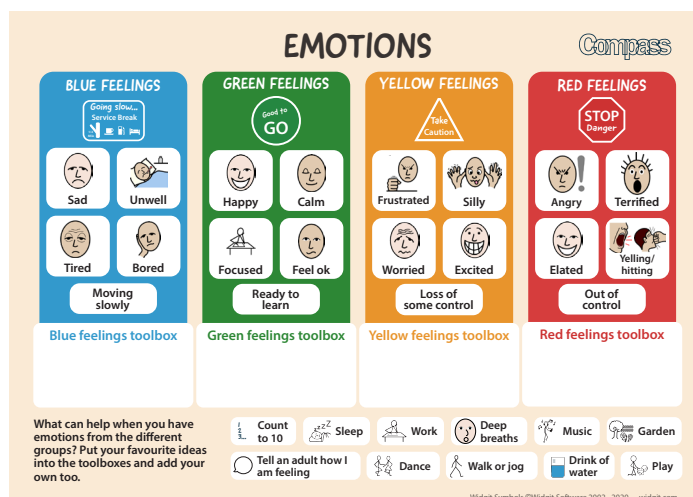 EMOTIONS
Compass
BLUE FEELINGS
Going slow...
Service Break
Sad
Unwell
Tired
Bored
Moving
slowly
Blue feelings toolbox
GREEN FEELINGS
Good to
GO
Happy
Calm
Focused
Feel ok
Ready to
learn
Green feelings toolbox
YELLOW FEELINGS
Take
Caution
Frustrated
Silly
Worried
Excited
Loss of
some control
Yellow feelings toolbox
RED FEELINGS
STOP
Danger
Angry
Terrified
Elated
Yelling/
hitting
Out of
control
Red feelings toolbox
What can help when you have
emotions from the different
groups? Put your favourite ideas
into the toolboxes and add your
own too.
1
2
3...
Count
to 10
zzZ
Sleep
Work
Deep
breaths
Music
Garden
Tell an adult how I
am feeling
Dance
Walk or jog
Drink of
water
Play